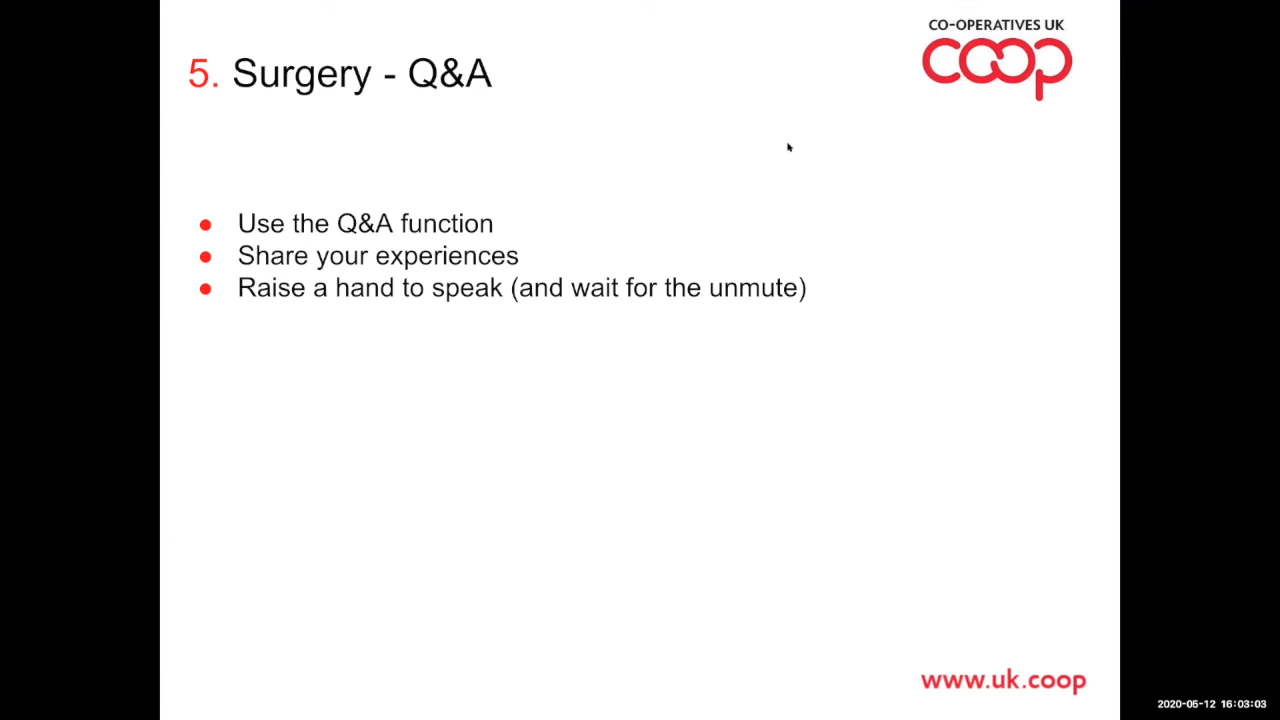 CO-OPERATIVES UK
coop
5. Surgery - Q&A
● Use the Q&A function
● Share your experiences
● Raise a hand to speak (and wait for the unmute)
www.uk.coop
2020-05-12 16:03:03